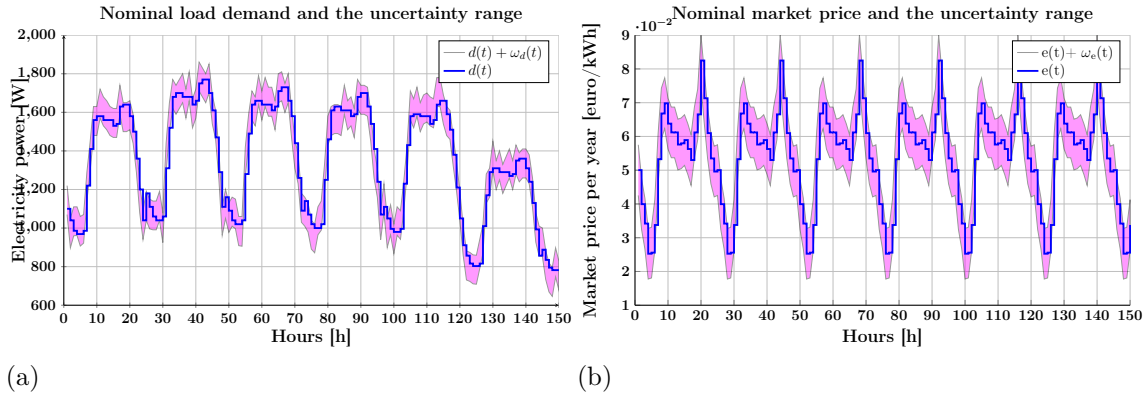 Nominal load demand and the uncertainty range
Electricity power [W]
2,000
1,800
1,600
1,400
1,200
1,000
800
600
d(t) + ω_d(t)
d(t)
0 10 20 30 40 50 60 70 80 90 100 110 120 130 140 150
Hours [h]
(a)
Nominal market price and the uncertainty range
·10⁻²
Market price per year [euro/kWh]
9
8
7
6
5
4
3
2
1
e(t)+ ω_e(t)
e(t)
0 10 20 30 40 50 60 70 80 90 100 110 120 130 140 150
Hours [h]
(b)